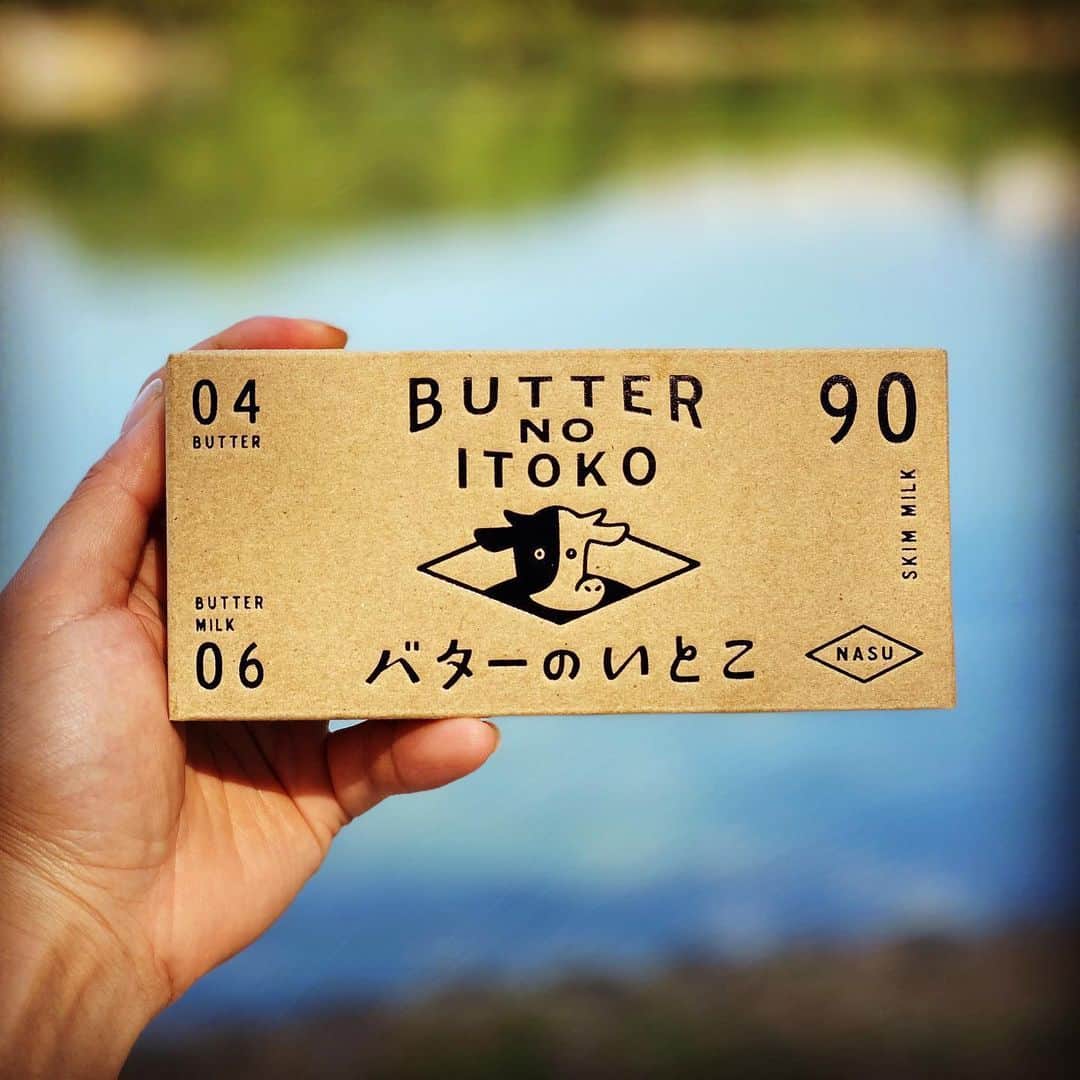 04
BUTTER
BUTTER
NO
ITOKO
90
SKIM MILK
BUTTER
MILK
06
バターのいとこ
NASU